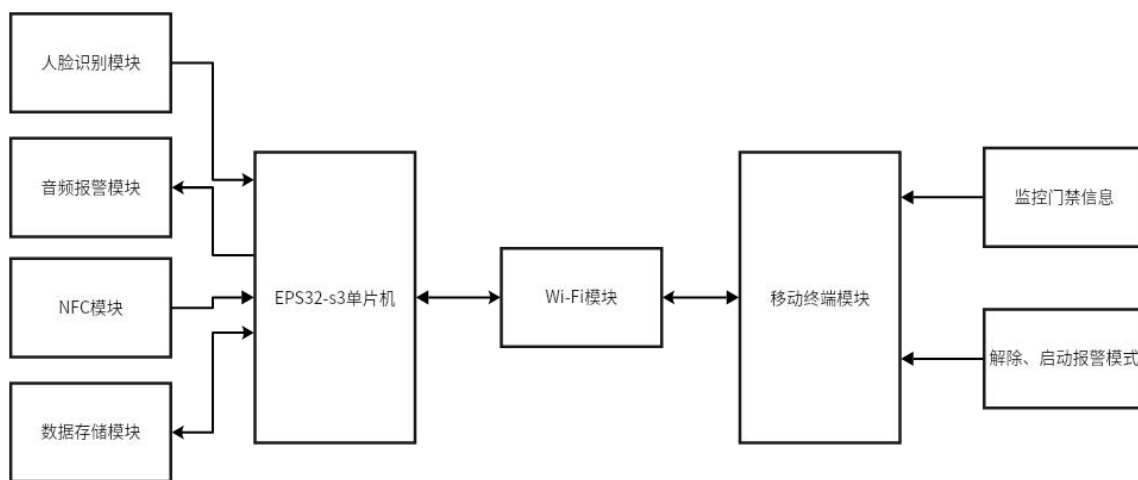 人脸识别模块
音频报警模块
NFC模块
数据存储模块
EPS32-s3单片机
Wi-Fi模块
移动终端模块
监控门禁信息
解除、启动报警模式